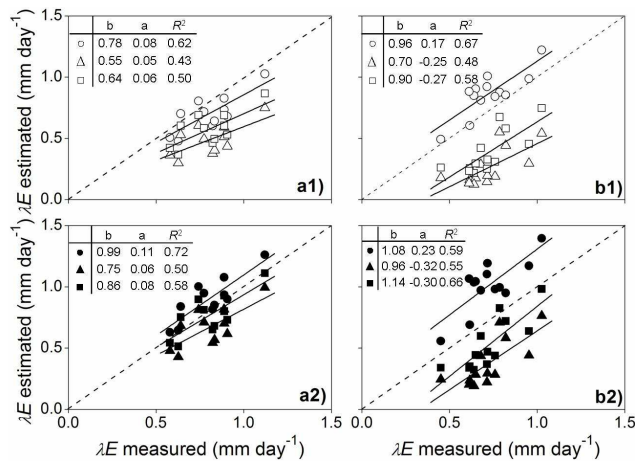 b a R²
0.78 0.08 0.62
0.55 0.05 0.43
0.64 0.06 0.50
b a R²
0.96 0.17 0.67
0.70 -0.25 0.48
0.90 -0.27 0.58
1.5
1.0
0.5
0.0
λE estimated (mm day⁻¹)
a1)
b1)
b a R²
0.99 0.11 0.72
0.75 0.06 0.50
0.86 0.08 0.58
b a R²
1.08 0.23 0.59
0.96 -0.32 0.55
1.14 -0.30 0.66
1.0
0.5
0.0
λE estimated (mm day⁻¹)
a2)
b2)
0.0 0.5 1.0 1.5 0.0 0.5 1.0 1.5
λE measured (mm day⁻¹) λE measured (mm day⁻¹)